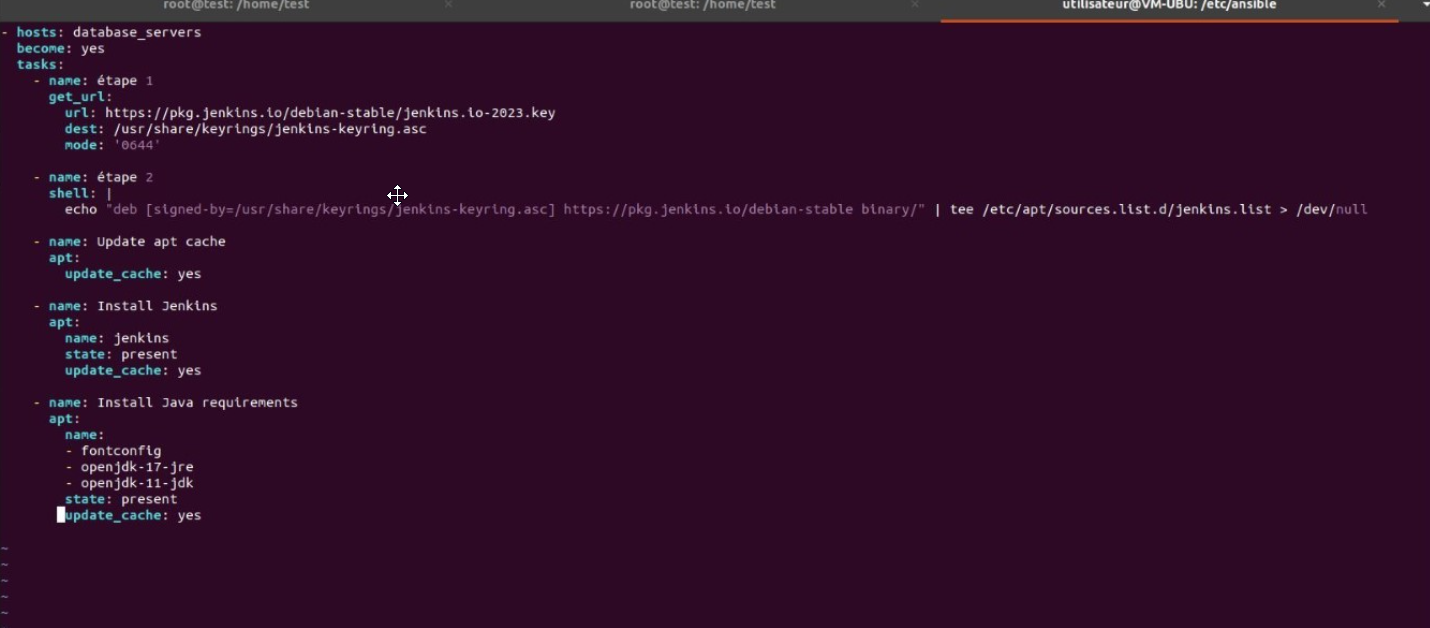 root@test: /home/test × root@test: /home/test × utilisateur@VM-UBU: /etc/ansible ×
- hosts: database_servers
  become: yes
  tasks:
    - name: étape 1
      get_url:
        url: https://pkg.jenkins.io/debian-stable/jenkins.io-2023.key
        dest: /usr/share/keyrings/jenkins-keyring.asc
        mode: '0644'

    - name: étape 2
      shell: |
        echo "deb [signed-by=/usr/share/keyrings/jenkins-keyring.asc] https://pkg.jenkins.io/debian-stable binary/" | tee /etc/apt/sources.list.d/jenkins.list > /dev/null

    - name: Update apt cache
      apt:
        update_cache: yes

    - name: Install Jenkins
      apt:
        name: jenkins
        state: present
        update_cache: yes

    - name: Install Java requirements
      apt:
        name:
        - fontconfig
        - openjdk-17-jre
        - openjdk-11-jdk
        state: present
        update_cache: yes

~
~
~
~
~